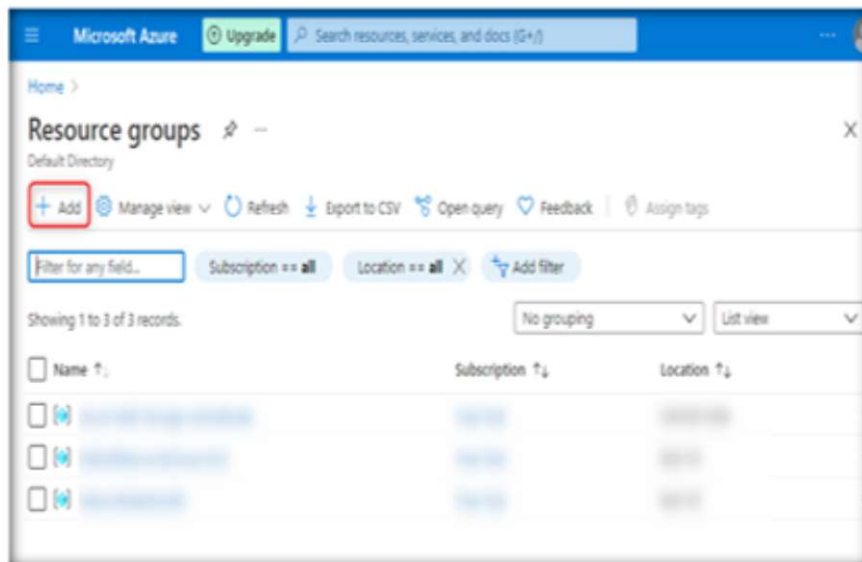 Microsoft Azure Upgrade Search resources, services, and docs (G+/)
Home >
Resource groups
Default Directory
+ Add Manage view Refresh Export to CSV Open query Feedback Assign tags
Filter for any field... Subscription == all Location == all X Add filter
Showing 1 to 3 of 3 records. No grouping List view
Name ↑↓ Subscription ↑↓ Location ↑↓